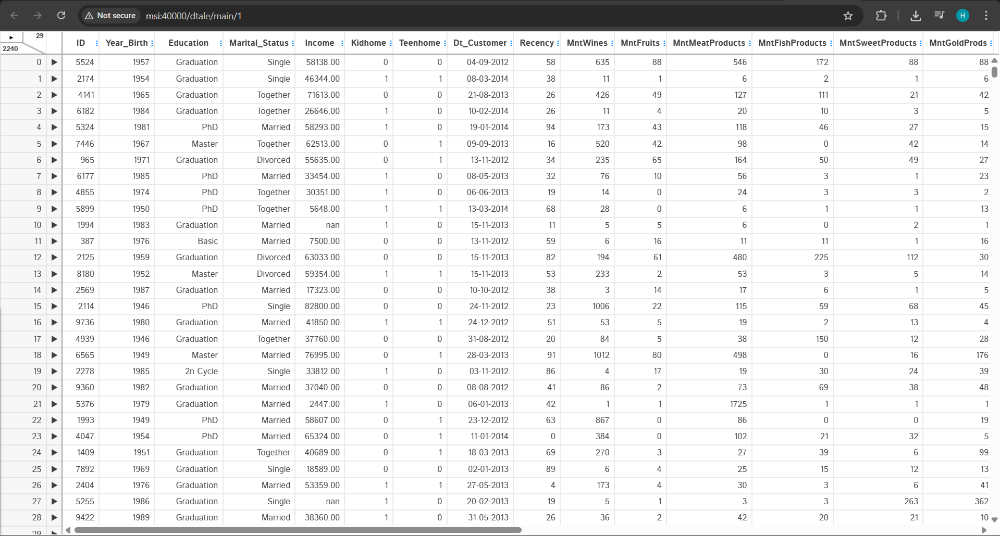 Not secure msi:40000/dtale/main/1 H
29
2240
ID Year_Birth Education Marital_Status Income Kidhome Teenhome Dt_Customer Recency MntWines MntFruits MntMeatProducts MntFishProducts MntSweetProducts MntGoldProds
0 5524 1957 Graduation Single 58138.00 0 0 04-09-2012 58 635 88 546 172 88 88
1 2174 1954 Graduation Single 46344.00 1 1 08-03-2014 38 11 1 6 2 1 6
2 4141 1965 Graduation Together 71613.00 0 0 21-08-2013 26 426 49 127 111 21 42
3 6182 1984 Graduation Together 26646.00 1 0 10-02-2014 26 11 4 20 10 3 5
4 5324 1981 PhD Married 58293.00 1 0 19-01-2014 94 173 43 118 46 27 15
5 7446 1967 Master Together 62513.00 0 1 09-09-2013 16 520 42 98 0 42 14
6 965 1971 Graduation Divorced 55635.00 0 1 13-11-2012 34 235 65 164 50 49 27
7 6177 1985 PhD Married 33454.00 1 0 08-05-2013 32 76 10 56 3 1 23
8 4855 1974 PhD Together 30351.00 1 0 06-06-2013 19 14 0 24 3 3 2
9 5899 1950 PhD Together 5648.00 1 1 13-03-2014 68 28 0 6 1 1 13
10 1994 1983 Graduation Married nan 1 0 15-11-2013 11 5 5 6 0 2 1
11 387 1976 Basic Married 7500.00 0 0 13-11-2012 59 6 16 11 11 1 16
12 2125 1959 Graduation Divorced 63033.00 0 0 15-11-2013 82 194 61 480 225 112 30
13 8180 1952 Master Divorced 59354.00 1 1 15-11-2013 53 233 2 53 3 5 14
14 2569 1987 Graduation Married 17323.00 0 0 10-10-2012 38 3 14 17 6 1 5
15 2114 1946 PhD Single 82800.00 0 0 24-11-2012 23 1006 22 115 59 68 45
16 9736 1980 Graduation Married 41850.00 1 1 24-12-2012 51 53 5 19 2 13 4
17 4939 1946 Graduation Together 37760.00 0 0 31-08-2012 20 84 5 38 150 12 28
18 6565 1949 Master Married 76995.00 0 1 28-03-2013 91 1012 80 498 0 16 176
19 2278 1985 2n Cycle Single 33812.00 1 0 03-11-2012 86 4 17 19 30 24 39
20 9360 1982 Graduation Married 37040.00 0 0 08-08-2012 41 86 2 73 69 38 48
21 5376 1979 Graduation Married 2447.00 1 0 06-01-2013 42 1 1 1725 1 1 1
22 1993 1949 PhD Married 58607.00 0 1 23-12-2012 63 867 0 86 0 0 19
23 4047 1954 PhD Married 65324.00 0 1 11-01-2014 0 384 0 102 21 32 5
24 1409 1951 Graduation Together 40689.00 0 1 18-03-2013 69 270 3 27 39 6 99
25 7892 1969 Graduation Single 18589.00 0 0 02-01-2013 89 6 4 25 15 12 13
26 2404 1976 Graduation Married 53359.00 1 1 27-05-2013 4 173 4 30 3 6 41
27 5255 1986 Graduation Single nan 1 0 20-02-2013 19 5 1 3 3 263 362
28 9422 1989 Graduation Married 38360.00 1 0 31-05-2013 26 36 2 42 20 21 10
29